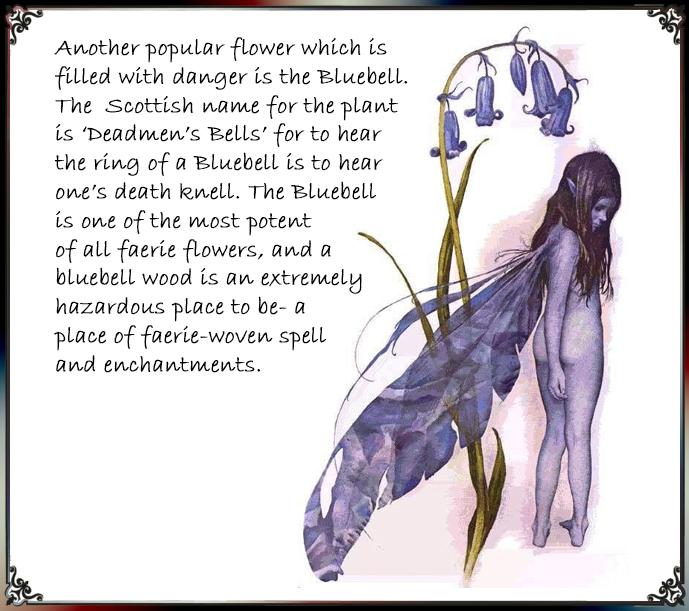 Another popular flower which is
filled with danger is the Bluebell.
The  Scottish name for the plant
is ‘Deadmen’s Bells’ for to hear
the ring of a Bluebell is to hear
one’s death knell. The Bluebell
is one of the most potent
of all faerie flowers, and a
bluebell wood is an extremely
hazardous place to be- a
place of faerie-woven spell
and enchantments.